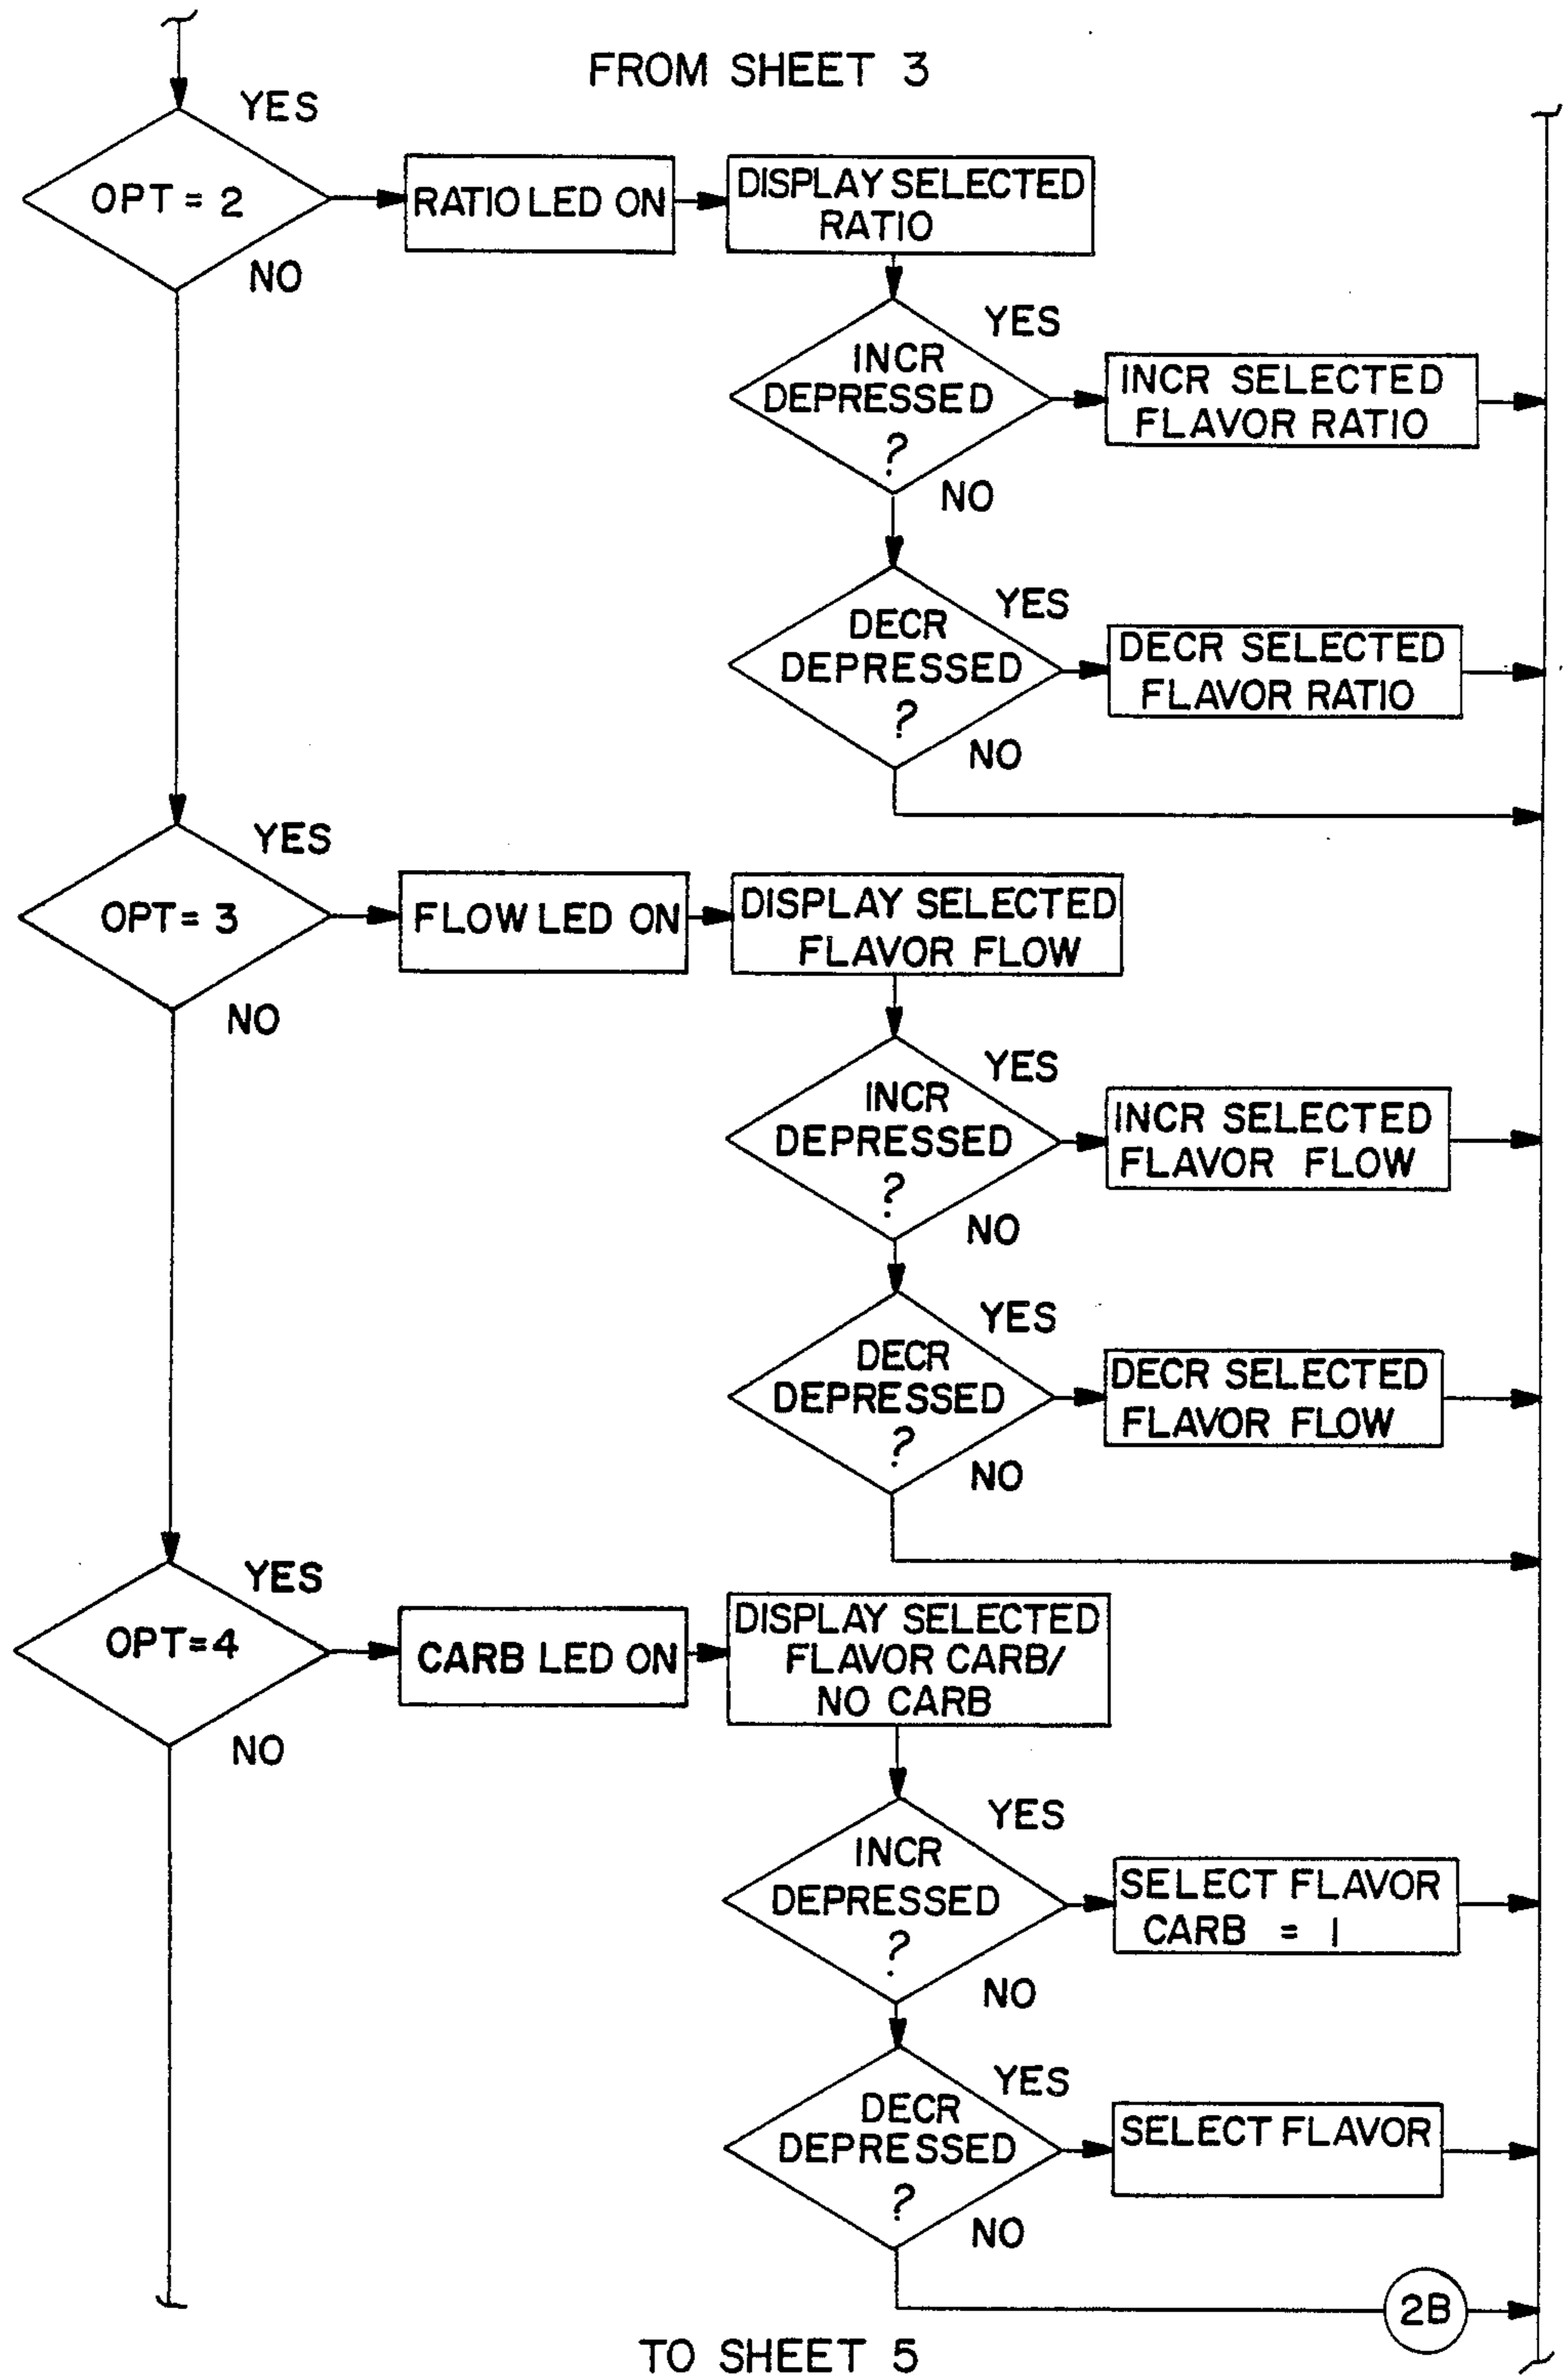 FROM SHEET 3
YES
OPT = 2
NO
RATIO LED ON
DISPLAY SELECTED
RATIO
YES
INCR
DEPRESSED
?
NO
INCR SELECTED
FLAVOR RATIO
YES
DECR
DEPRESSED
?
NO
DECR SELECTED
FLAVOR RATIO
YES
OPT = 3
NO
FLOW LED ON
DISPLAY SELECTED
FLAVOR FLOW
YES
INCR
DEPRESSED
?
NO
INCR SELECTED
FLAVOR FLOW
YES
DECR
DEPRESSED
?
NO
DECR SELECTED
FLAVOR FLOW
YES
OPT=4
NO
CARB LED ON
DISPLAY SELECTED
FLAVOR CARB/
NO CARB
YES
INCR
DEPRESSED
?
NO
SELECT FLAVOR
CARB = 1
YES
DECR
DEPRESSED
?
NO
SELECT FLAVOR
2B
TO SHEET 5